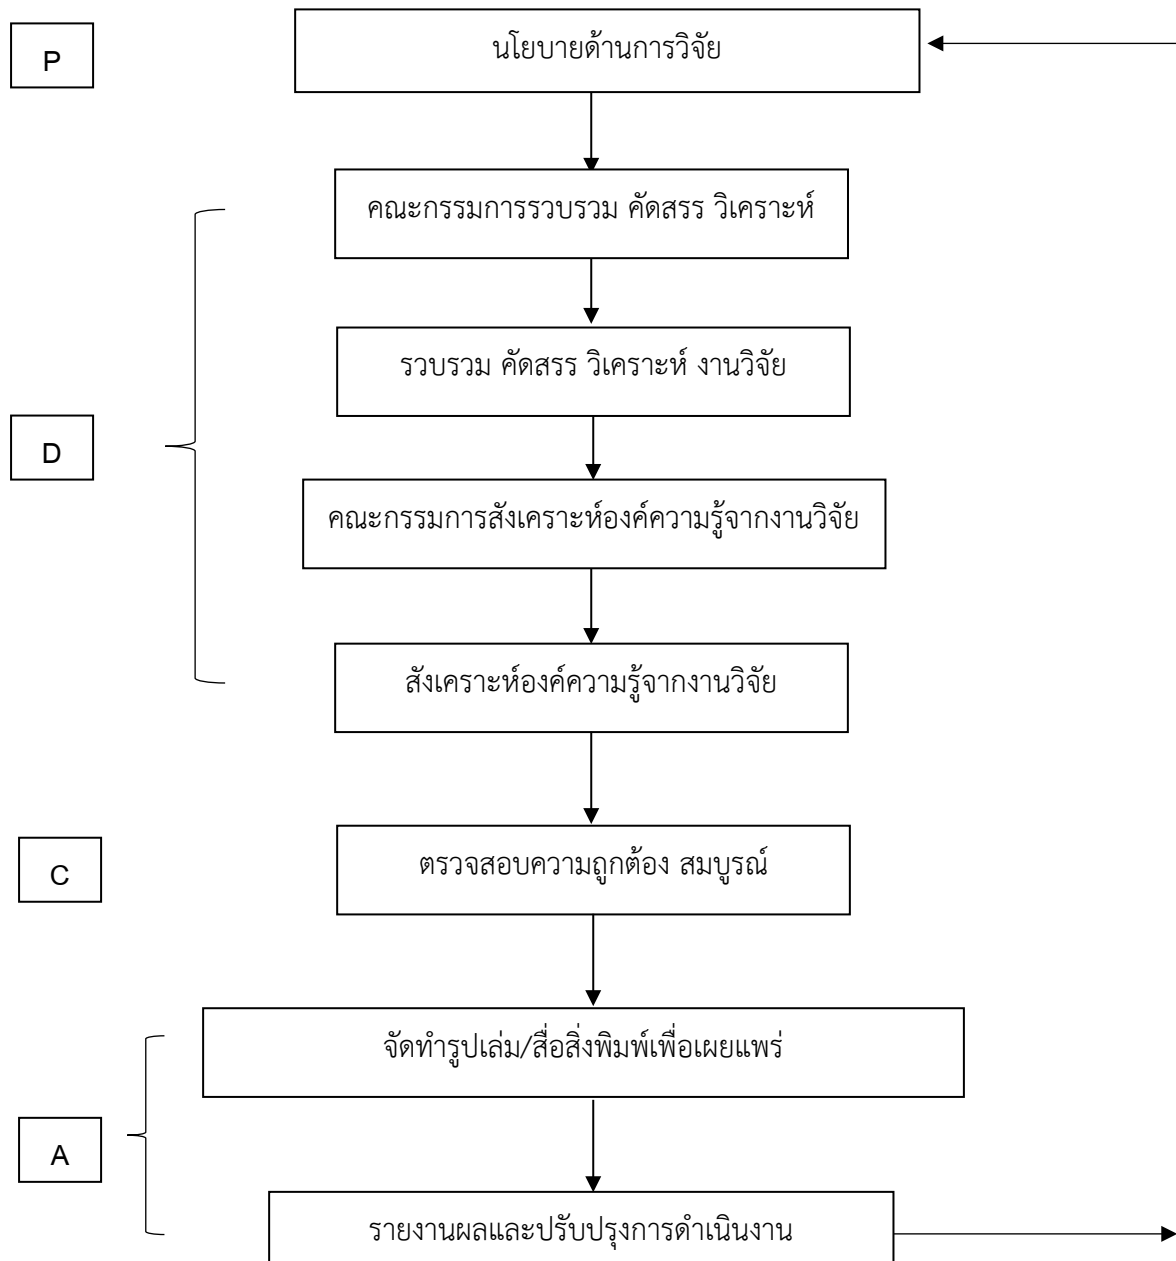 P
นโยบายด้านการวิจัย
คณะกรรมการรวบรวม คัดสรร วิเคราะห์
รวบรวม คัดสรร วิเคราะห์ งานวิจัย
D
คณะกรรมการสังเคราะห์องค์ความรู้จากงานวิจัย
สังเคราะห์องค์ความรู้จากงานวิจัย
C
ตรวจสอบความถูกต้อง สมบูรณ์
จัดทำรูปเล่ม/สื่อสิ่งพิมพ์เพื่อเผยแพร่
A
รายงานผลและปรับปรุงการดำเนินงาน